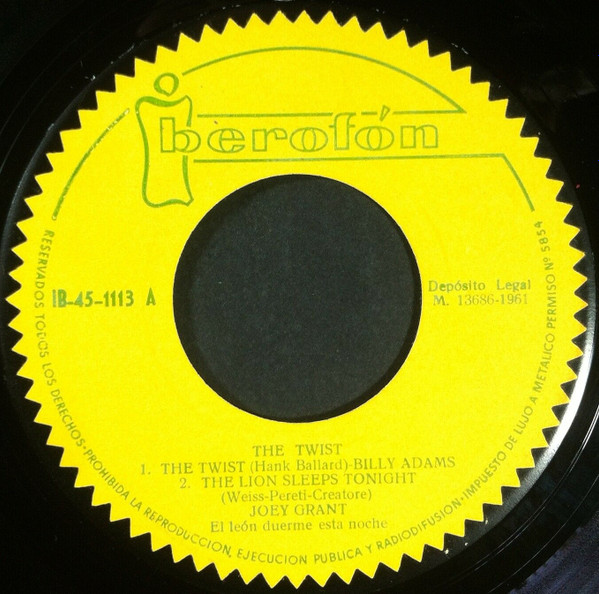 iberofón
IB-45-1113 A
Depósito Legal
M. 13686-1961
THE TWIST
1. THE TWIST (Hank Ballard)-BILLY ADAMS
2. THE LION SLEEPS TONIGHT
(Weiss-Pereti-Creatore)
JOEY GRANT
El león duerme esta noche
RESERVADOS TODOS LOS DERECHOS-PROHIBIDA LA REPRODUCCION, EJECUCION PUBLICA Y RADIODIFUSION-IMPUESTO DE LUJO A METALICO PERMISO Nº 5854